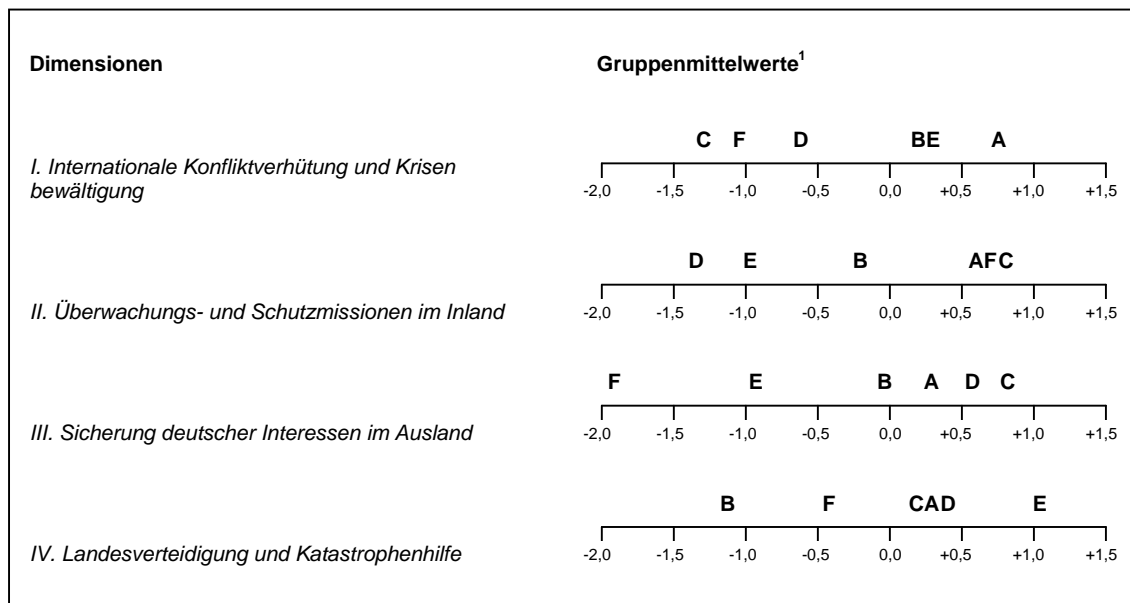 Dimensionen Gruppenmittelwerte1
C F D BE A
I. Internationale Konfliktverhütung und Krisen
bewältigung
-2,0 -1,5 -1,0 -0,5 0,0 +0,5 +1,0 +1,5
D E B AFC
II. Überwachungs- und Schutzmissionen im Inland
-2,0 -1,5 -1,0 -0,5 0,0 +0,5 +1,0 +1,5
F E B A D C
III. Sicherung deutscher Interessen im Ausland
-2,0 -1,5 -1,0 -0,5 0,0 +0,5 +1,0 +1,5
B F CAD E
IV. Landesverteidigung und Katastrophenhilfe
-2,0 -1,5 -1,0 -0,5 0,0 +0,5 +1,0 +1,5